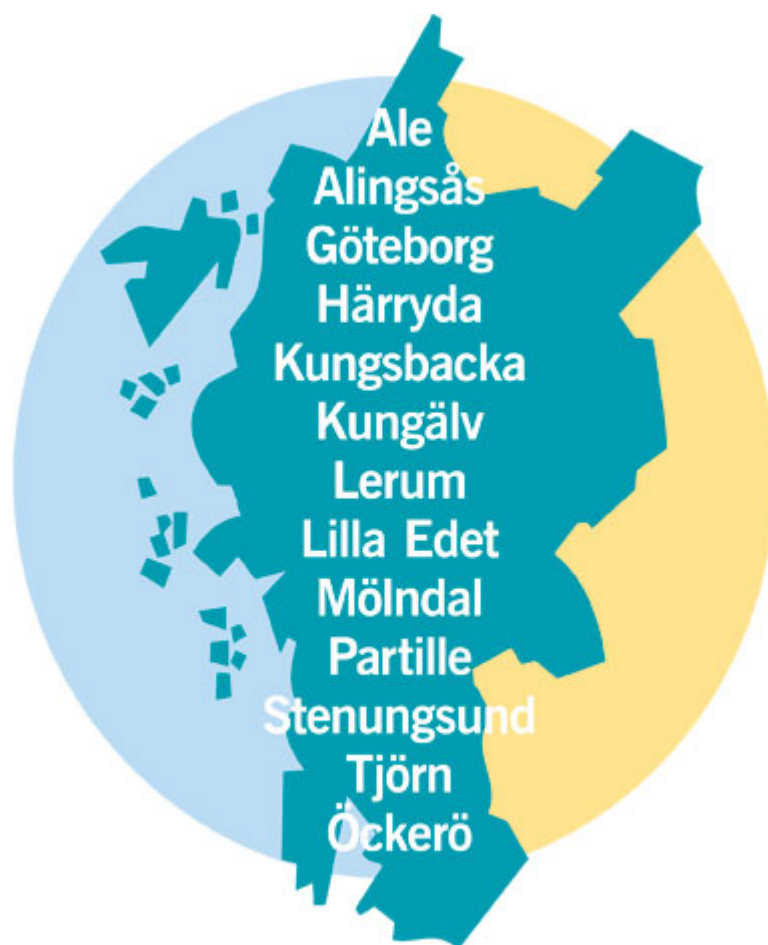 Ale
Alingsås
Göteborg
Härryda
Kungsbacka
Kungälv
Lerum
Lilla Edet
Mölndal
Partille
Stenungsund
Tjörn
Öckerö